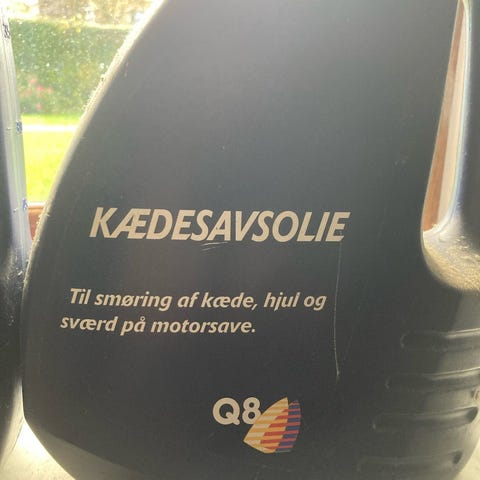 KÆDESAVSOLIE
Til smøring af kæde, hjul og
sværd på motorsave.
Q8